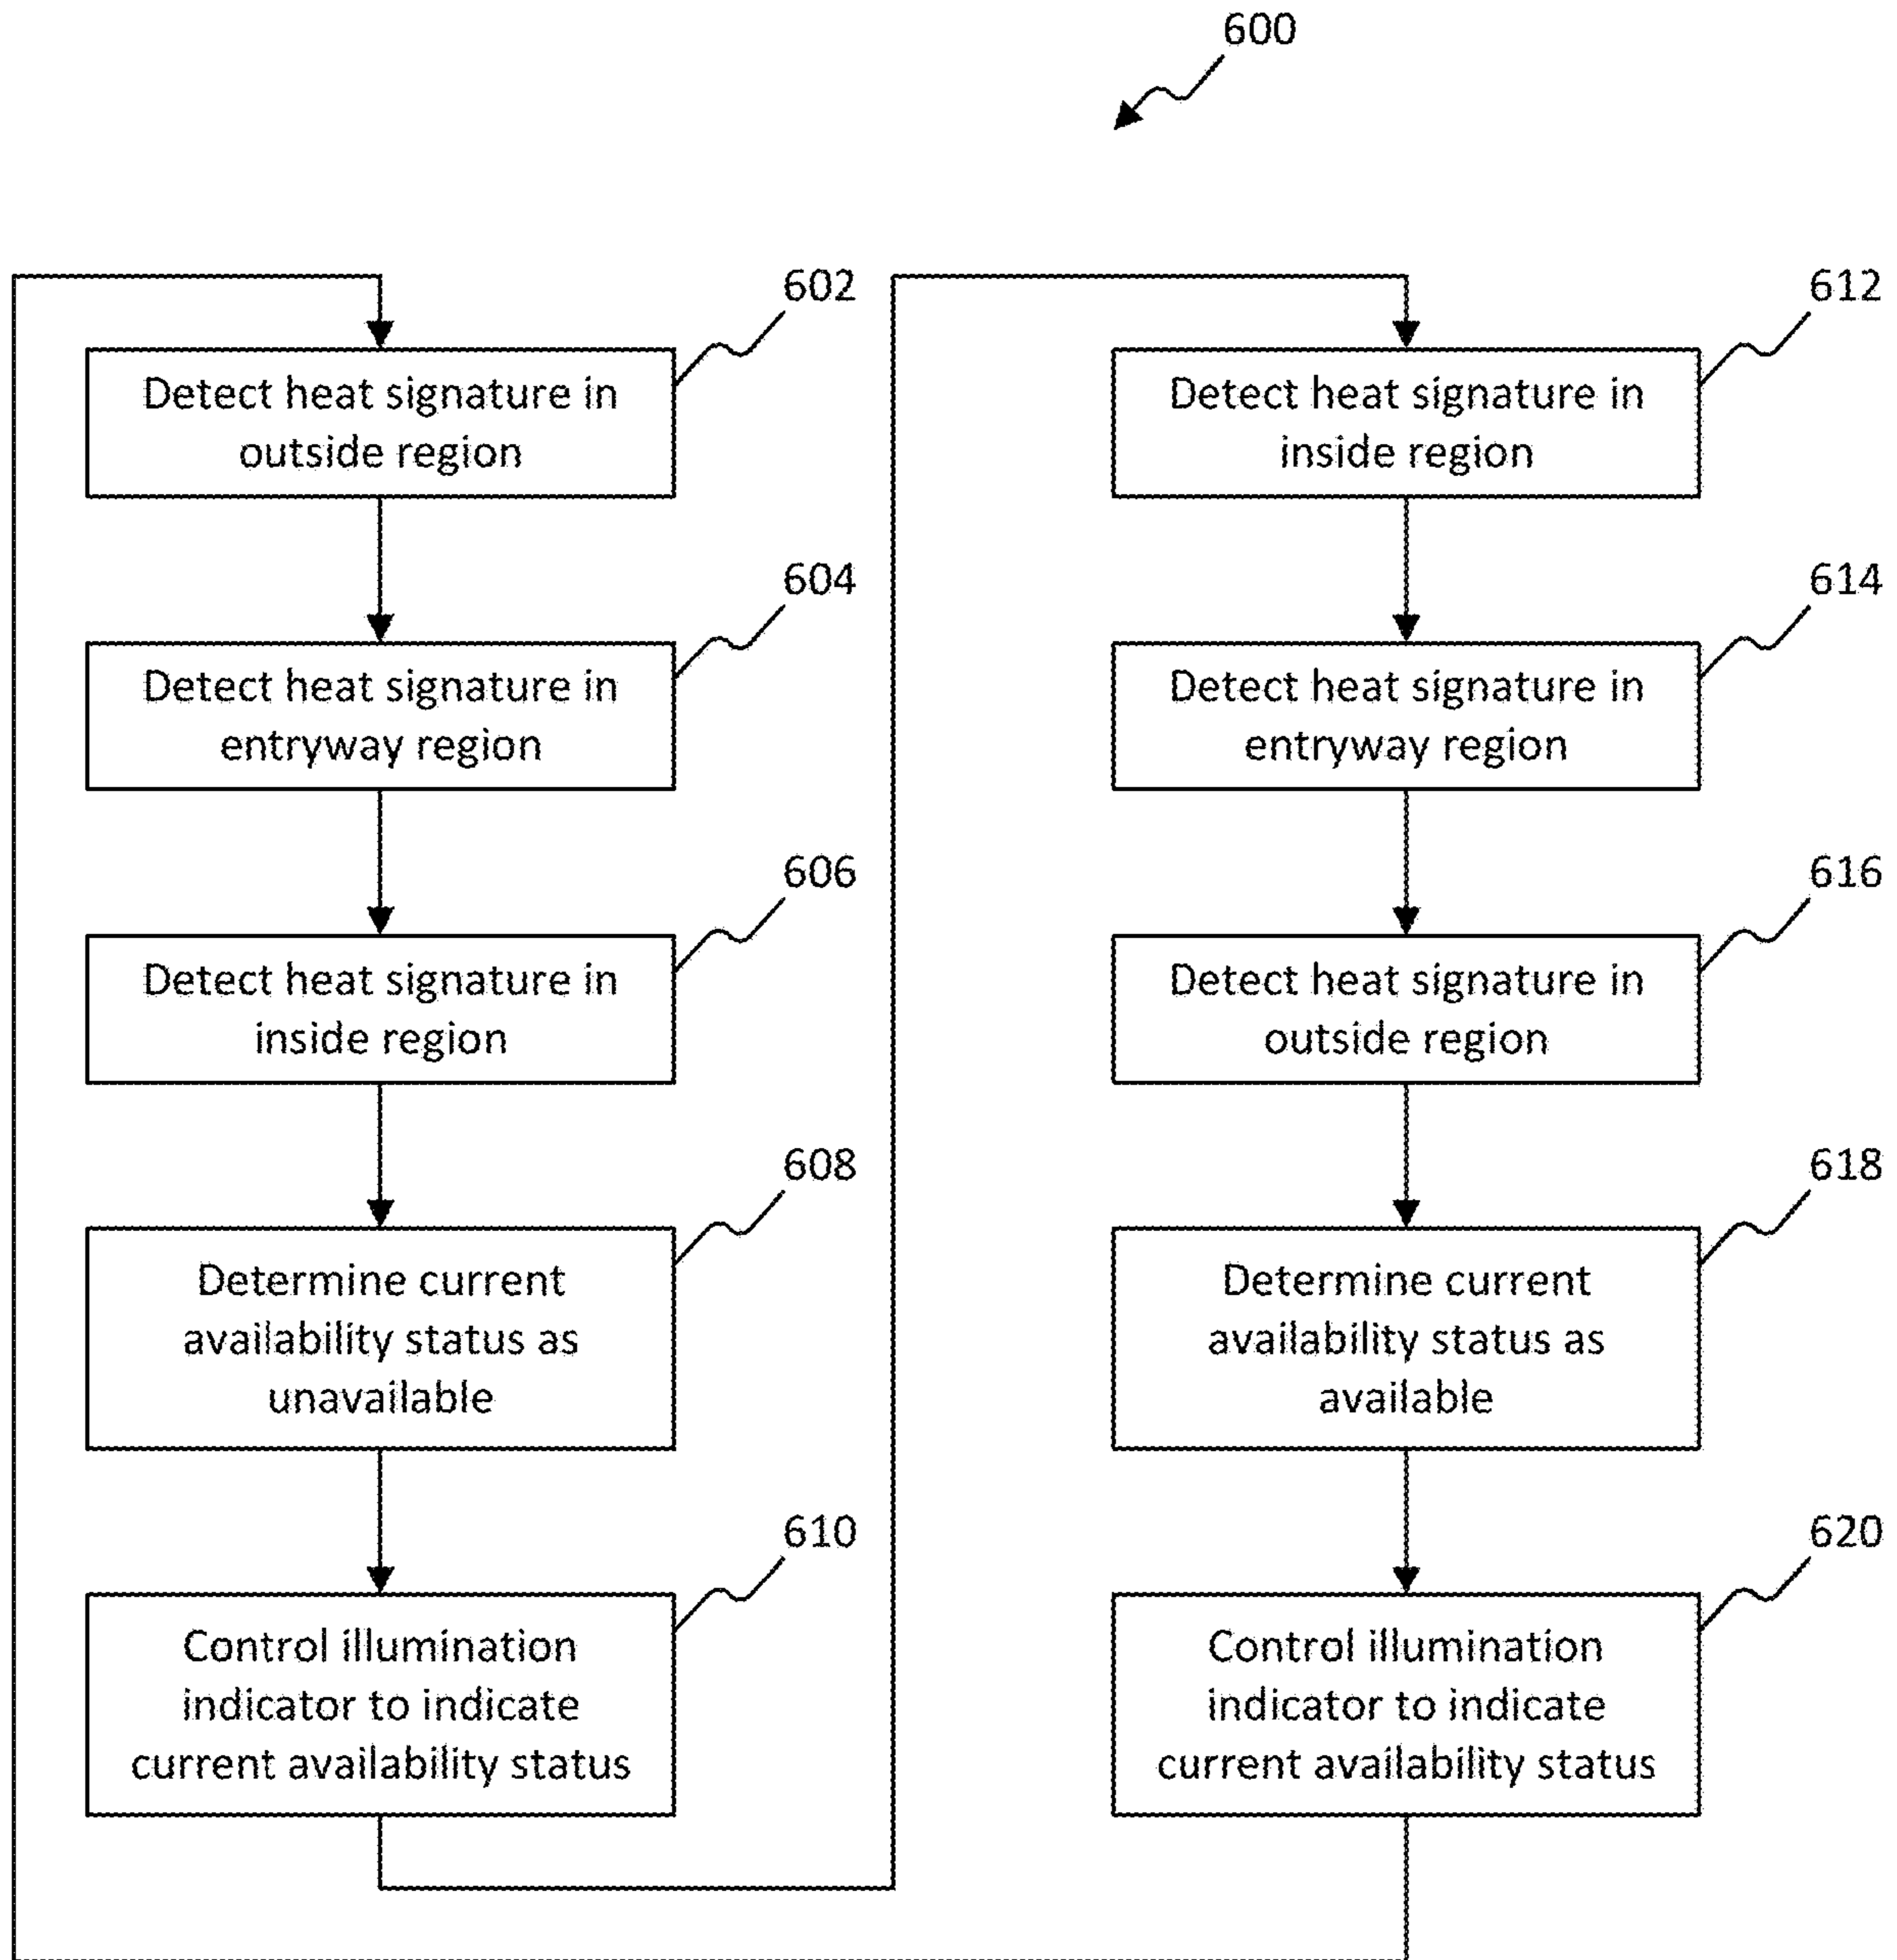 600
602
Detect heat signature in
outside region
604
Detect heat signature in
entryway region
606
Detect heat signature in
inside region
608
Determine current
availability status as
unavailable
610
Control illumination
indicator to indicate
current availability status
612
Detect heat signature in
inside region
614
Detect heat signature in
entryway region
616
Detect heat signature in
outside region
618
Determine current
availability status as
available
620
Control illumination
indicator to indicate
current availability status